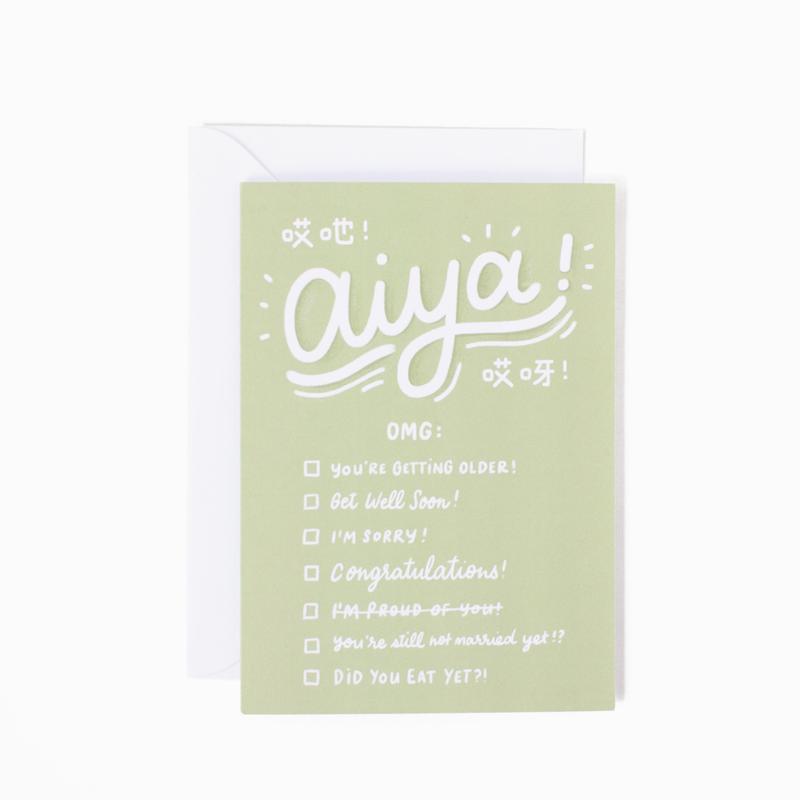 哎吔!
aiya!
哎呀!
OMG:
YOU'RE GETTING OLDER!
Get Well Soon!
I'M SORRY!
Congratulations!
I'M PROUD OF YOU!
You're still not married yet!?
DID YOU EAT YET?!